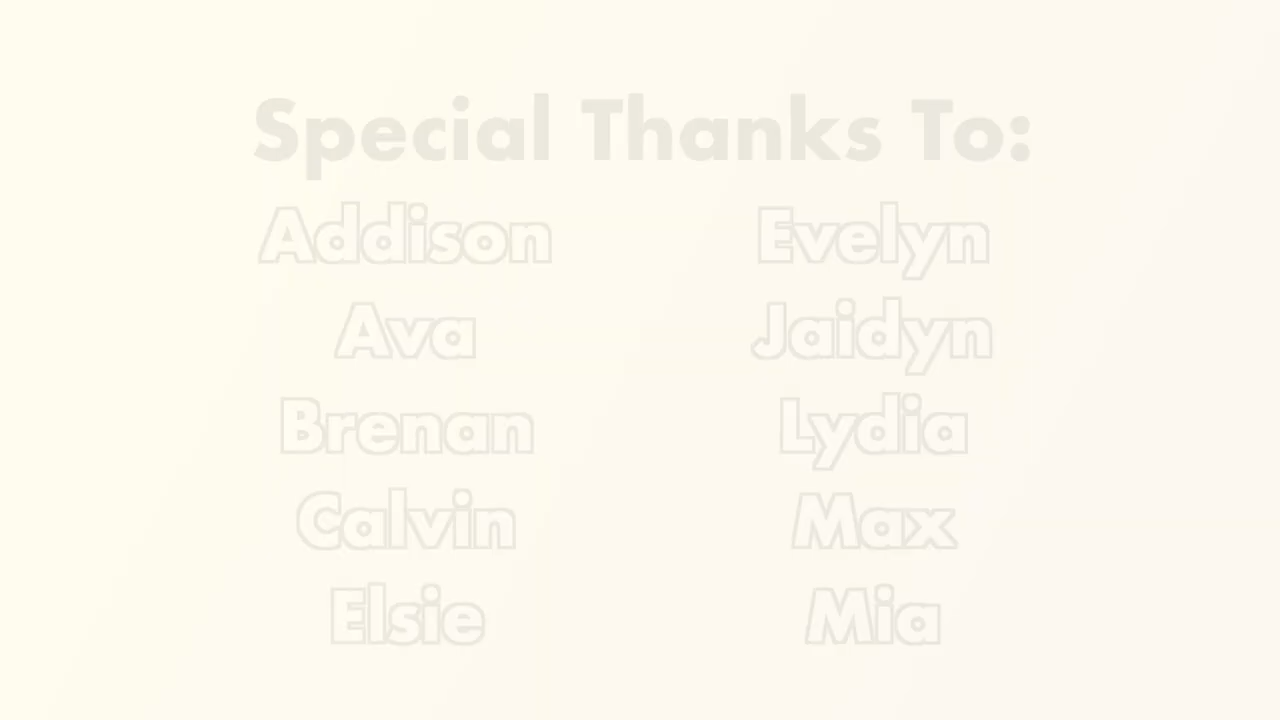 Special Thanks To:
Addison
Ava
Brenan
Calvin
Elsie
Evelyn
Jaidyn
Lydia
Max
Mia